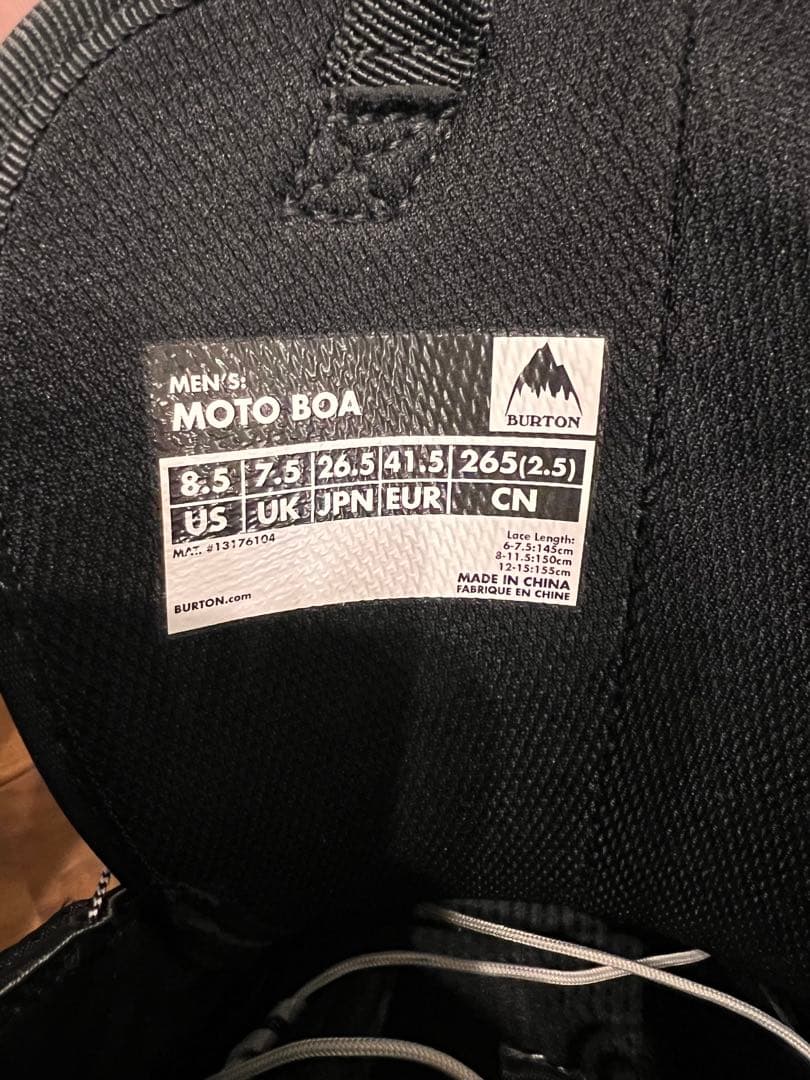 MEN'S:
MOTO BOA
BURTON
8.5 7.5 26.5 41.5 265(2.5)
US UK JPN EUR CN
MAT. #13176104
Lace Length:
6-7.5:145cm
8-11.5:150cm
12-15:155cm
MADE IN CHINA
FABRIQUE EN CHINE
BURTON.com